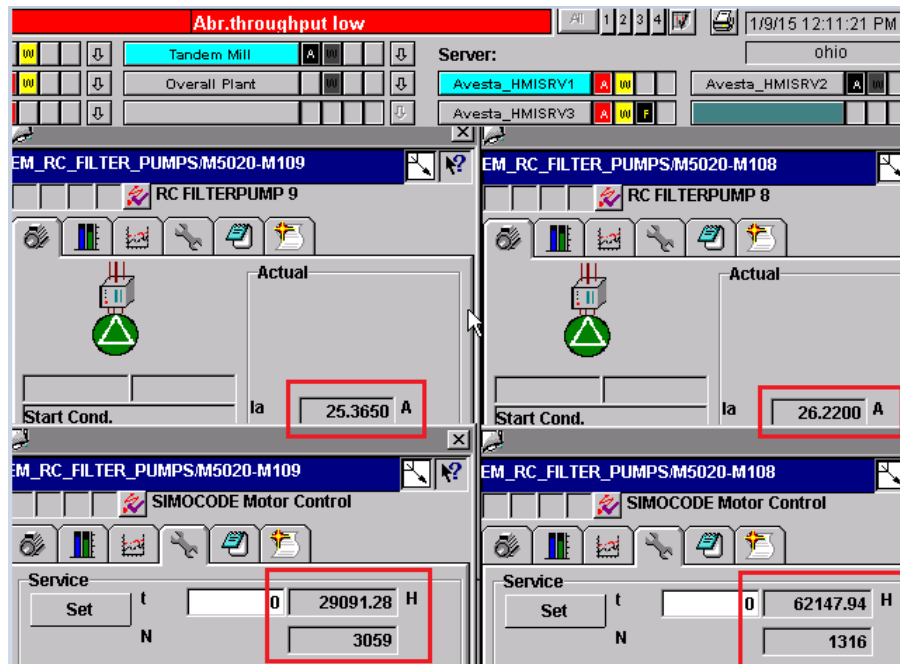 Abr.throughput low All 1 2 3 4 1/9/15 12:11:21 PM
W Tandem Mill A W Server: ohio
W Overall Plant W Avesta_HMISRV1 A W Avesta_HMISRV2 A W
Avesta_HMISRV3 A W F
EM_RC_FILTER_PUMPS/M5020-M109
RC FILTERPUMP 9
Actual
Start Cond.
Ia 25.3650 A
EM_RC_FILTER_PUMPS/M5020-M108
RC FILTERPUMP 8
Actual
Start Cond.
Ia 26.2200 A
EM_RC_FILTER_PUMPS/M5020-M109
SIMOCODE Motor Control
Service
Set t 0 29091.28 H
N 3059
EM_RC_FILTER_PUMPS/M5020-M108
SIMOCODE Motor Control
Service
Set t 0 62147.94 H
N 1316